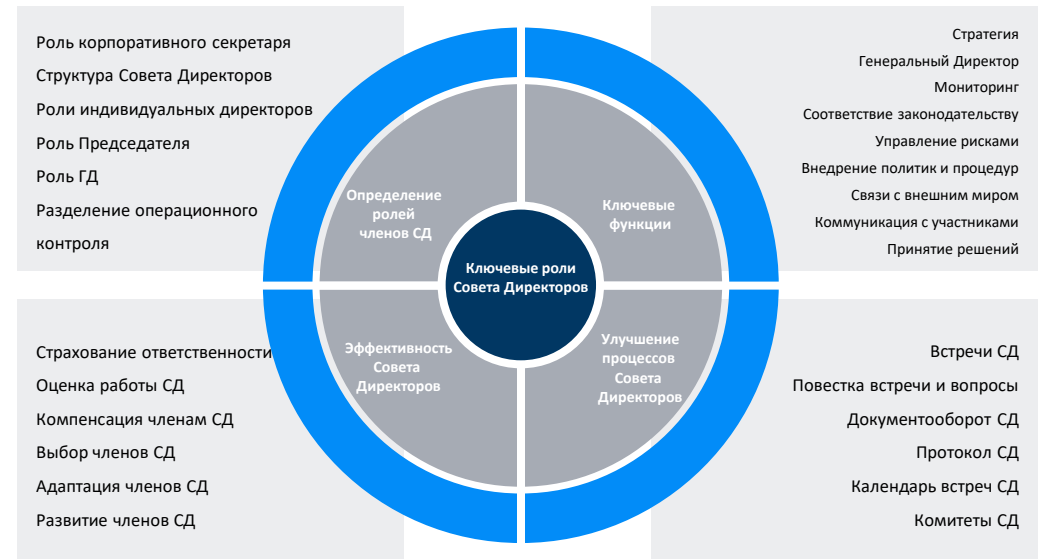 Роль корпоративного секретаря
Структура Совета Директоров
Роли индивидуальных директоров
Роль Председателя
Роль ГД
Разделение операционного
контроля
Стратегия
Генеральный Директор
Мониторинг
Соответствие законодательству
Управление рисками
Внедрение политик и процедур
Связи с внешним миром
Коммуникация с участниками
Принятие решений
Определение
ролей
членов СД
Ключевые
функции
Ключевые роли
Совета Директоров
Эффективность
Совета
Директоров
Улучшение
процессов
Совета
Директоров
Страхование ответственности
Оценка работы СД
Компенсация членам СД
Выбор членов СД
Адаптация членов СД
Развитие членов СД
Встречи СД
Повестка встречи и вопросы
Документооборот СД
Протокол СД
Календарь встреч СД
Комитеты СД